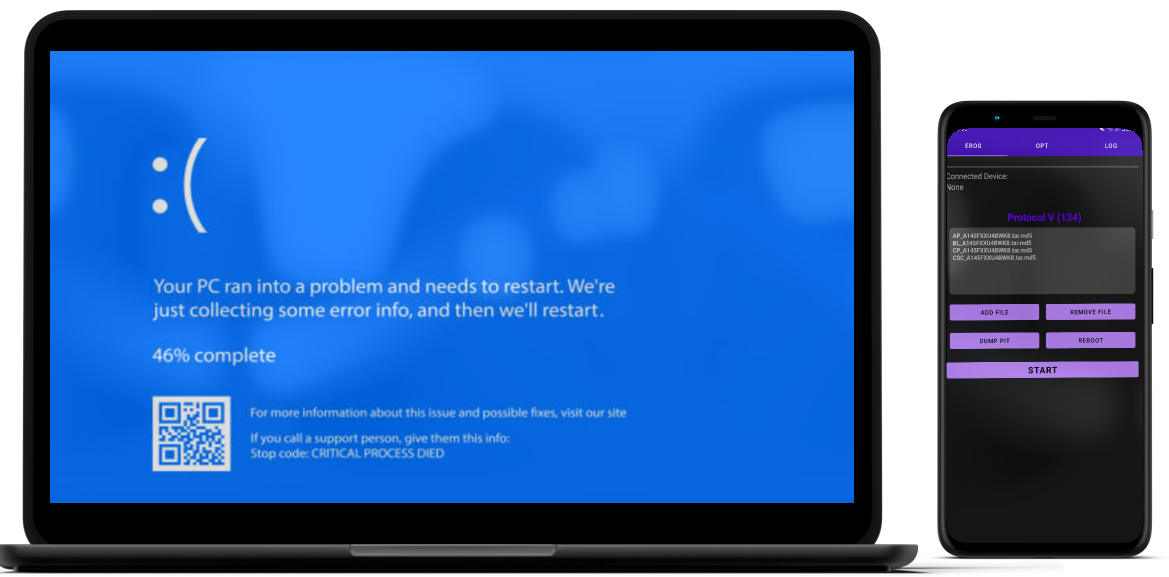 :(
Your PC ran into a problem and needs to restart. We're
just collecting some error info, and then we'll restart.
46% complete
For more information about this issue and possible fixes, visit our site
If you call a support person, give them this info:
Stop code: CRITICAL PROCESS DIED
EROS OPT LOG
Connected Device:
None
Protocol V (134)
AP_A145FXXU4BWK8.tar.md5
BL_A145FXXU4BWK8.tar.md5
CP_A145FXXU4BWK8.tar.md5
CSC_A145FXXU4BWK8.tar.md5
ADD FILE REMOVE FILE
DUMP PIT REBOOT
START